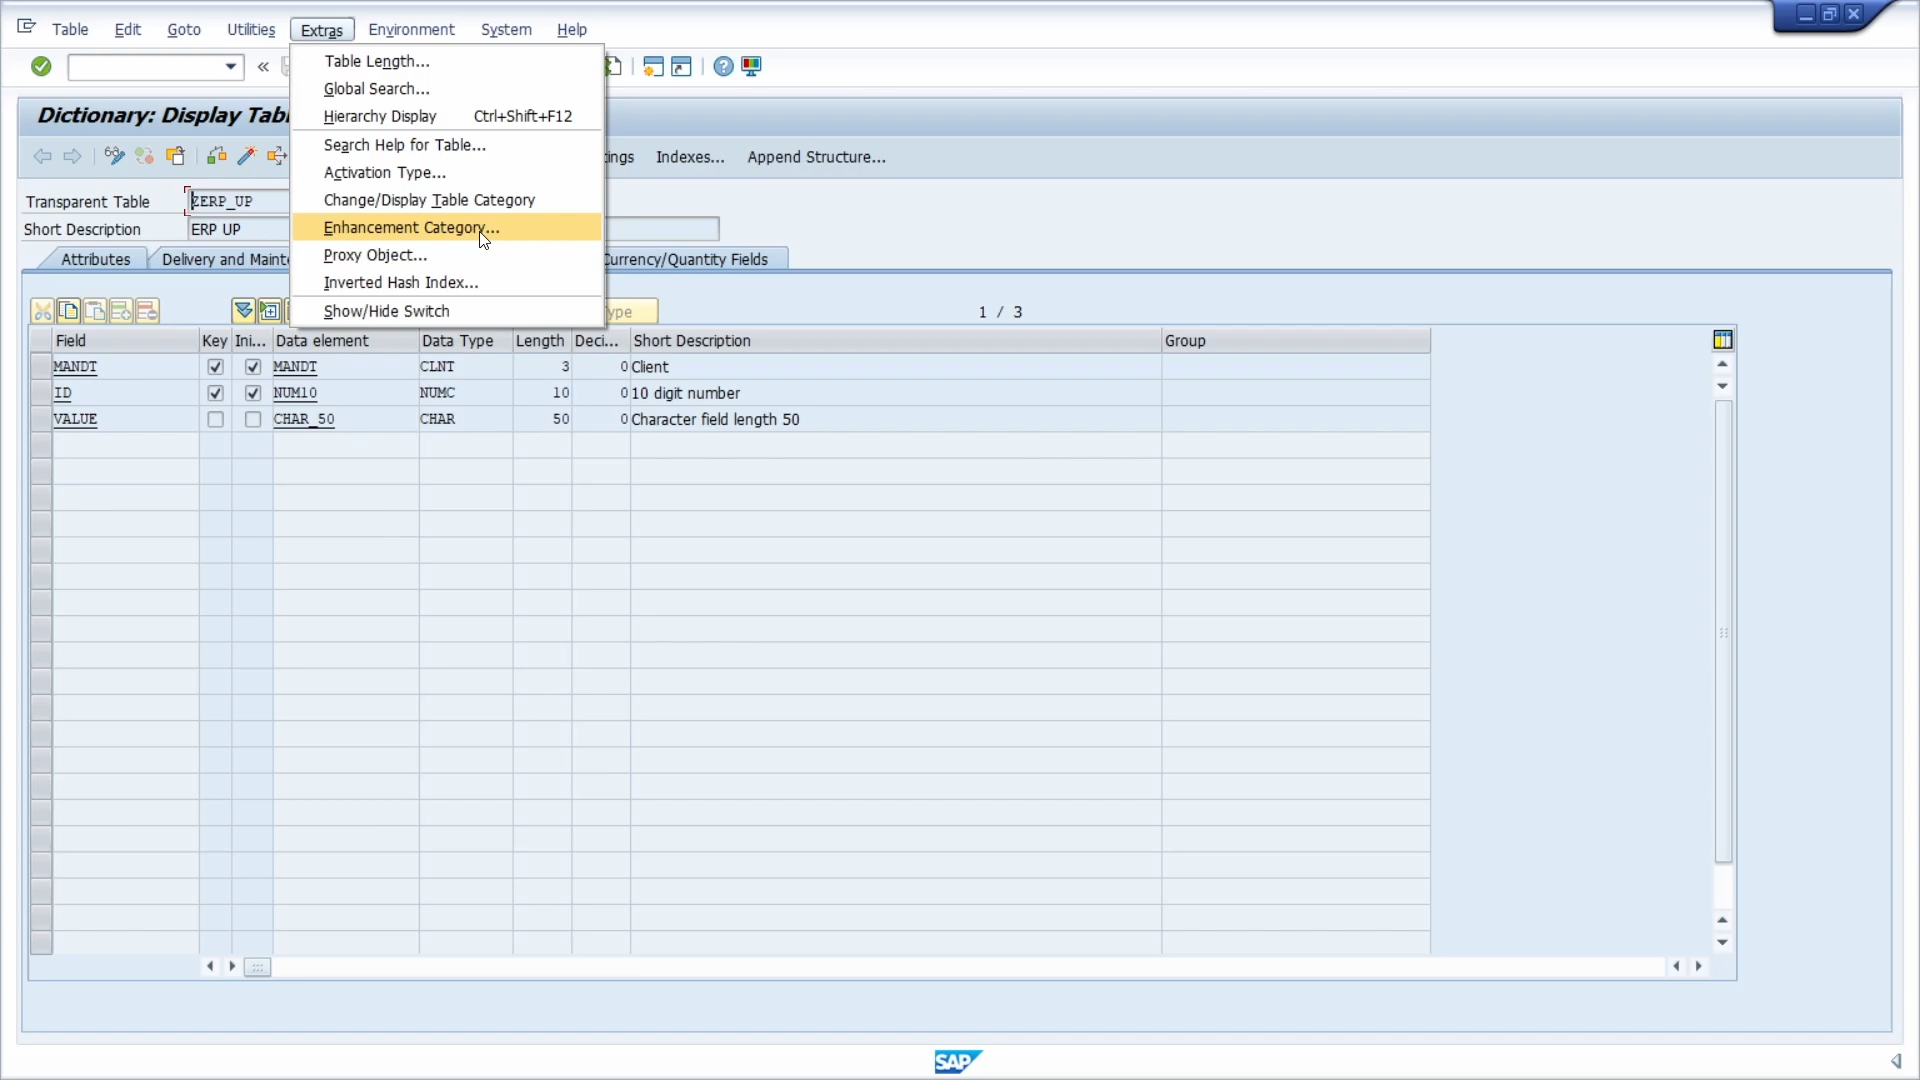 Table Edit Goto Utilities Extras Environment System Help
Table Length...
Global Search...
Hierarchy Display Ctrl+Shift+F12
Search Help for Table...
Activation Type...
Change/Display Table Category
Enhancement Category...
Proxy Object...
Inverted Hash Index...
Show/Hide Switch
Dictionary: Display
Indexes... Append Structure...
Transparent Table ZERP_UP
Short Description ERP UP
Attributes Delivery and Currency/Quantity Fields
1 / 3
Field Key Ini... Data element Data Type Length Deci... Short Description Group
MANDT MANDT CLNT 3 0 Client
ID NUM10 NUMC 10 0 10 digit number
VALUE CHAR_50 CHAR 50 0 Character field length 50
SAP